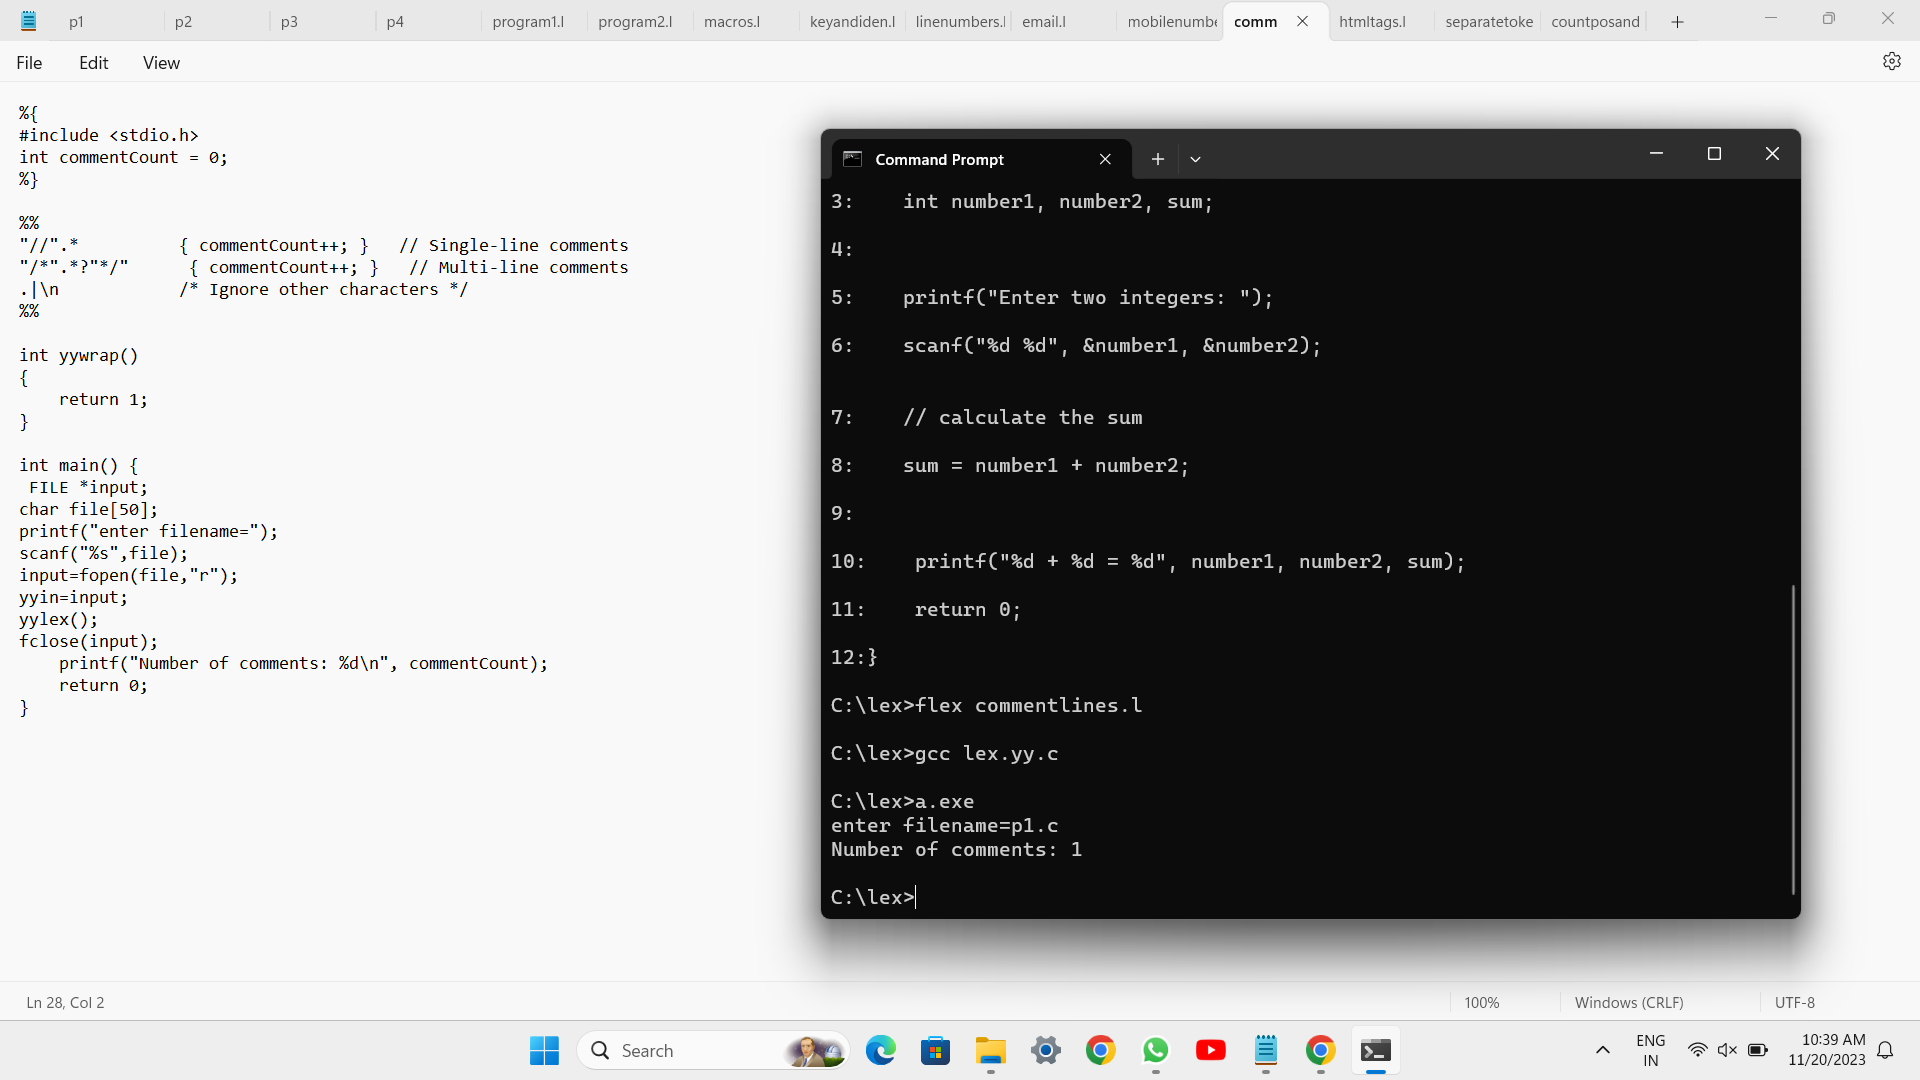 p1 p2 p3 p4 program1.l program2.l macros.l keyandiden.l linenumbers.l email.l mobilenumbe comm htmltags.l separatetoke countposand
File Edit View
%{
#include <stdio.h>
int commentCount = 0;
%}
%%
"//".* { commentCount++; } // Single-line comments
"/*".*?"*/" { commentCount++; } // Multi-line comments
.|\n /* Ignore other characters */
%%
int yywrap()
{
return 1;
}
int main() {
FILE *input;
char file[50];
printf("enter filename=");
scanf("%s",file);
input=fopen(file,"r");
yyin=input;
yylex();
fclose(input);
printf("Number of comments: %d\n", commentCount);
return 0;
}
Command Prompt
3: int number1, number2, sum;
4:
5: printf("Enter two integers: ");
6: scanf("%d %d", &number1, &number2);
7: // calculate the sum
8: sum = number1 + number2;
9:
10: printf("%d + %d = %d", number1, number2, sum);
11: return 0;
12:}
C:\lex>flex commentlines.l
C:\lex>gcc lex.yy.c
C:\lex>a.exe
enter filename=p1.c
Number of comments: 1
C:\lex>
Ln 28, Col 2 100% Windows (CRLF) UTF-8
Search
ENG
IN
10:39 AM
11/20/2023